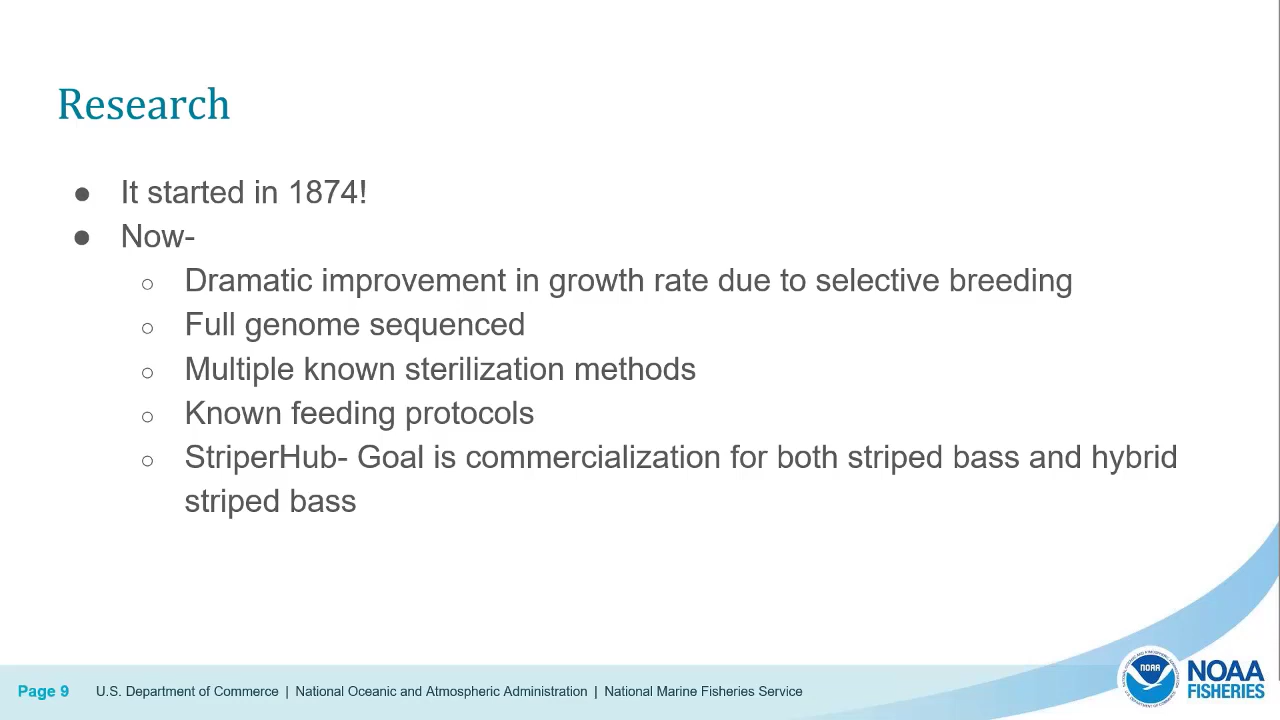 Research
● It started in 1874!
● Now-
○ Dramatic improvement in growth rate due to selective breeding
○ Full genome sequenced
○ Multiple known sterilization methods
○ Known feeding protocols
○ StriperHub- Goal is commercialization for both striped bass and hybrid
striped bass
Page 9 U.S. Department of Commerce | National Oceanic and Atmospheric Administration | National Marine Fisheries Service
NOAA
NOAA
FISHERIES